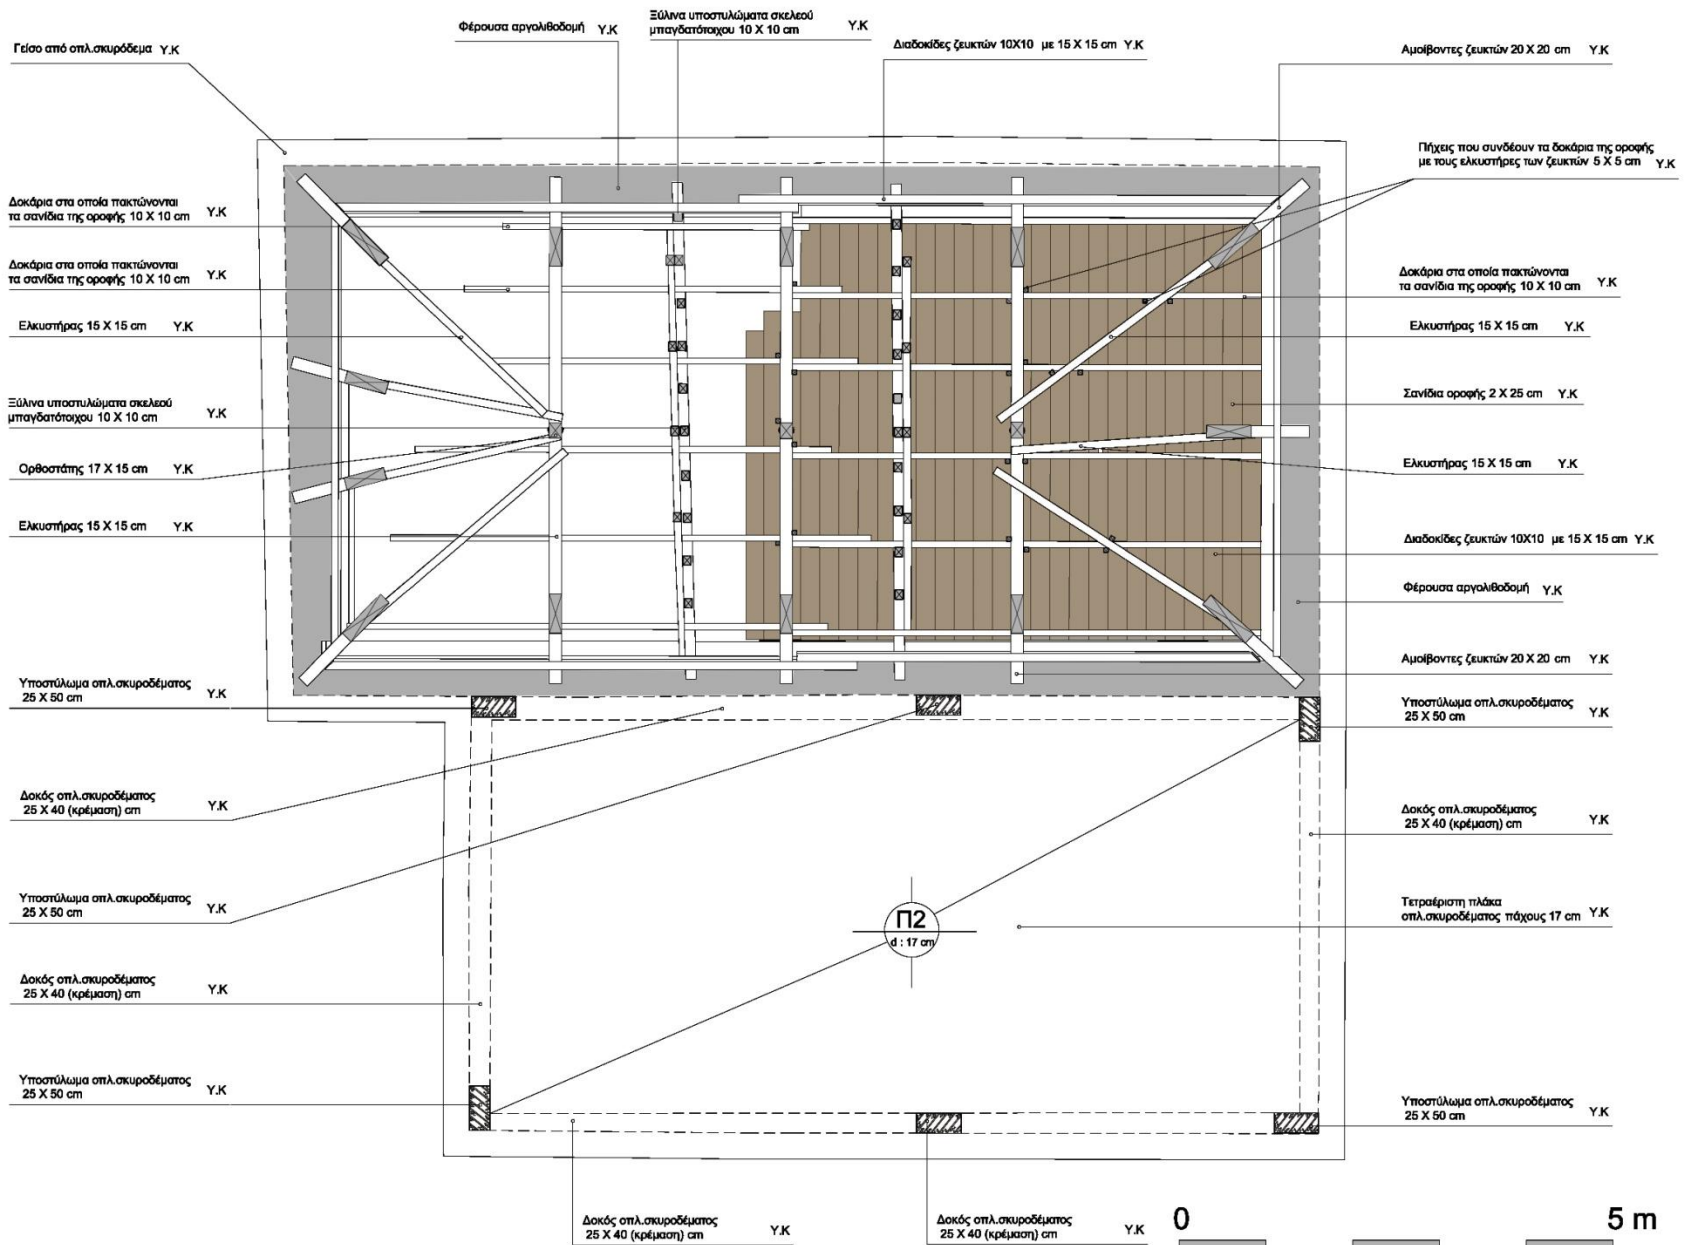 Γείσο από οπλ.σκυρόδεμα Υ.Κ
Φέρουσα αργολιθοδομή Υ.Κ
Ξύλινα υποστυλώματα σκελεού
μπαγδατότοιχου 10 Χ 10 cm Υ.Κ
Διαδοκίδες ζευκτών 10Χ10 με 15 Χ 15 cm Υ.Κ
Αμοίβοντες ζευκτών 20 Χ 20 cm Υ.Κ
Πήχεις που συνδέουν τα δοκάρια της οροφής
με τους ελκυστήρες των ζευκτών 5 Χ 5 cm Υ.Κ
Δοκάρια στα οποία πακτώνονται
τα σανίδια της οροφής 10 Χ 10 cm Υ.Κ
Δοκάρια στα οποία πακτώνονται
τα σανίδια της οροφής 10 Χ 10 cm Υ.Κ
Ελκυστήρας 15 Χ 15 cm Υ.Κ
Ξύλινα υποστυλώματα σκελεού
μπαγδατότοιχου 10 Χ 10 cm Υ.Κ
Ορθοστάτης 17 Χ 15 cm Υ.Κ
Ελκυστήρας 15 Χ 15 cm Υ.Κ
Δοκάρια στα οποία πακτώνονται
τα σανίδια της οροφής 10 Χ 10 cm Υ.Κ
Ελκυστήρας 15 Χ 15 cm Υ.Κ
Σανίδια οροφής 2 Χ 25 cm Υ.Κ
Ελκυστήρας 15 Χ 15 cm Υ.Κ
Διαδοκίδες ζευκτών 10Χ10 με 15 Χ 15 cm Υ.Κ
Φέρουσα αργολιθοδομή Υ.Κ
Αμοίβοντες ζευκτών 20 Χ 20 cm Υ.Κ
Υποστύλωμα οπλ.σκυροδέματος
25 Χ 50 cm Υ.Κ
Δοκός οπλ.σκυροδέματος
25 Χ 40 (κρέμαση) cm Υ.Κ
Υποστύλωμα οπλ.σκυροδέματος
25 Χ 50 cm Υ.Κ
Δοκός οπλ.σκυροδέματος
25 Χ 40 (κρέμαση) cm Υ.Κ
Υποστύλωμα οπλ.σκυροδέματος
25 Χ 50 cm Υ.Κ
Υποστύλωμα οπλ.σκυροδέματος
25 Χ 50 cm Υ.Κ
Δοκός οπλ.σκυροδέματος
25 Χ 40 (κρέμαση) cm Υ.Κ
Τετραέριστη πλάκα
οπλ.σκυροδέματος πάχους 17 cm Υ.Κ
Υποστύλωμα οπλ.σκυροδέματος
25 Χ 50 cm Υ.Κ
Π2
d : 17 cm
Δοκός οπλ.σκυροδέματος
25 Χ 40 (κρέμαση) cm Υ.Κ
Δοκός οπλ.σκυροδέματος
25 Χ 40 (κρέμαση) cm Υ.Κ
0 5 m